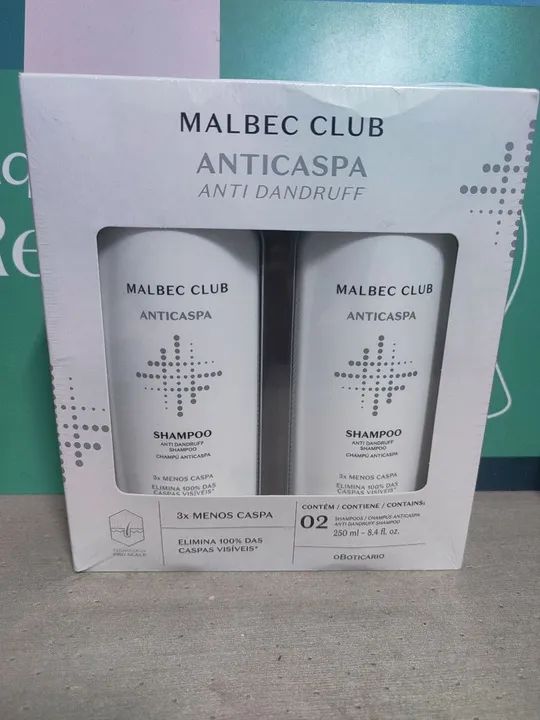 MALBEC CLUB
ANTICASPA
ANTI DANDRUFF
Re
MALBEC CLUB
ANTICASPA
SHAMPOO
ANTI DANDRUFF
SHAMPOO
CHAMPÚ ANTICASPA
3x MENOS CASPA
ELIMINA 100% DAS
CASPAS VISÍVEIS*
MALBEC CLUB
ANTICASPA
SHAMPOO
ANTI DANDRUFF
SHAMPOO
CHAMPÚ ANTICASPA
3x MENOS CASPA
ELIMINA 100% DAS
CASPAS VISÍVEIS*
PRO SCALP
3x MENOS CASPA
ELIMINA 100% DAS
CASPAS VISÍVEIS*
CONTÉM / CONTIENE / CONTAINS:
02
SHAMPOOS / CHAMPÚS ANTICASPA
ANTI DANDRUFF SHAMPOO
250 ml - 8.4 fl. oz.
OBOTICÁRIO